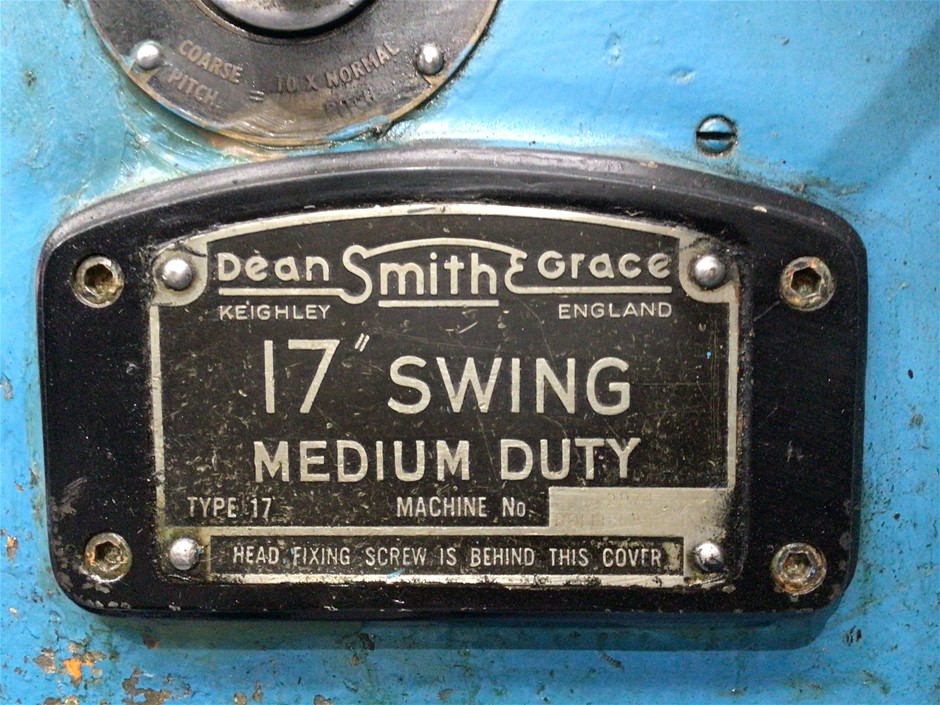 COARSE PITCH = 10 X NORMAL
Dean Smith & Grace
KEIGHLEY ENGLAND
17" SWING
MEDIUM DUTY
TYPE 17 MACHINE No.
HEAD FIXING SCREW IS BEHIND THIS COVER